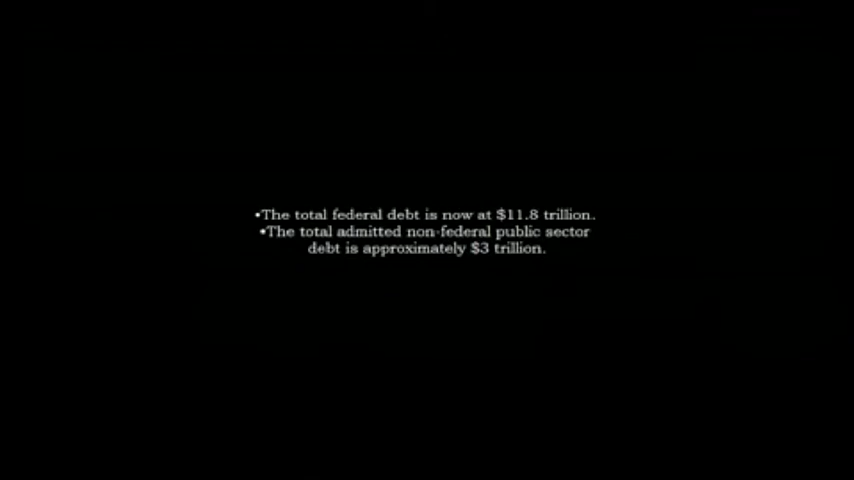 •The total federal debt is now at $11.8 trillion.
•The total admitted non-federal public sector
debt is approximately $3 trillion.